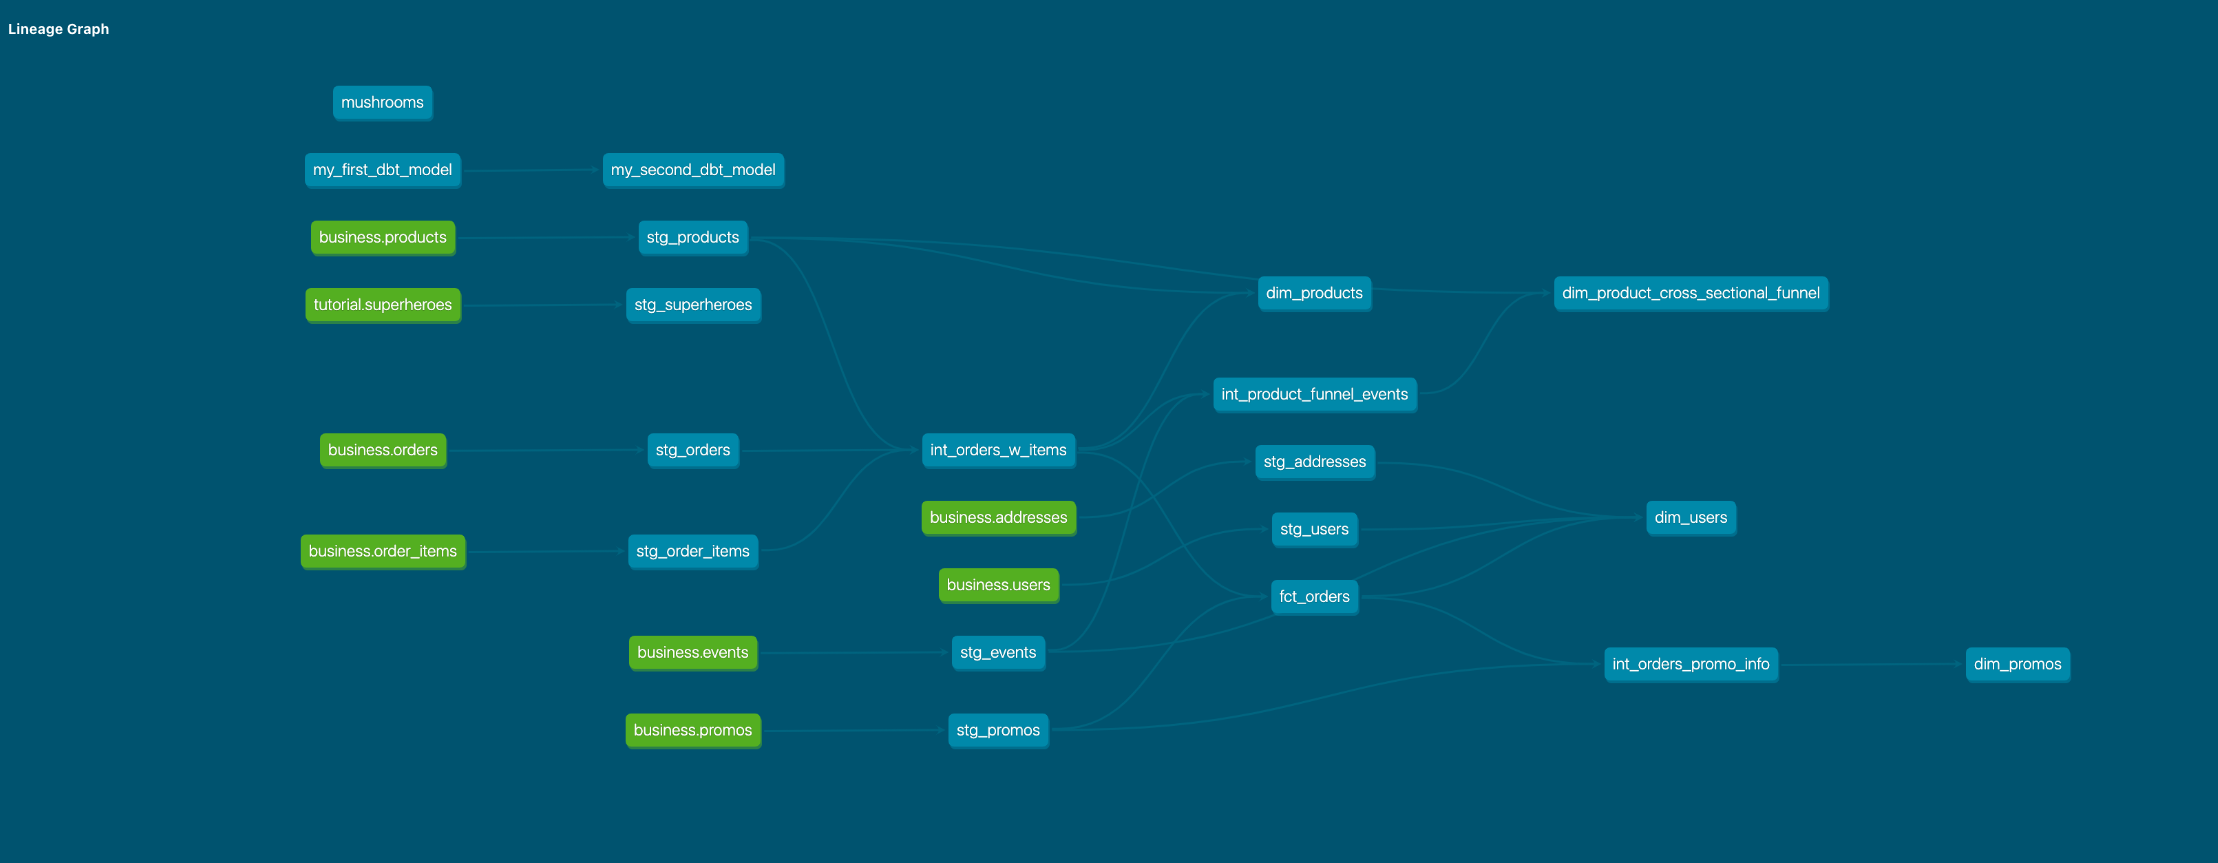 Lineage Graph
mushrooms
my_first_dbt_model
my_second_dbt_model
business.products
stg_products
tutorial.superheroes
stg_superheroes
dim_products
dim_product_cross_sectional_funnel
int_product_funnel_events
business.orders
stg_orders
int_orders_w_items
stg_addresses
business.addresses
dim_users
stg_users
business.order_items
stg_order_items
business.users
fct_orders
business.events
stg_events
int_orders_promo_info
dim_promos
business.promos
stg_promos